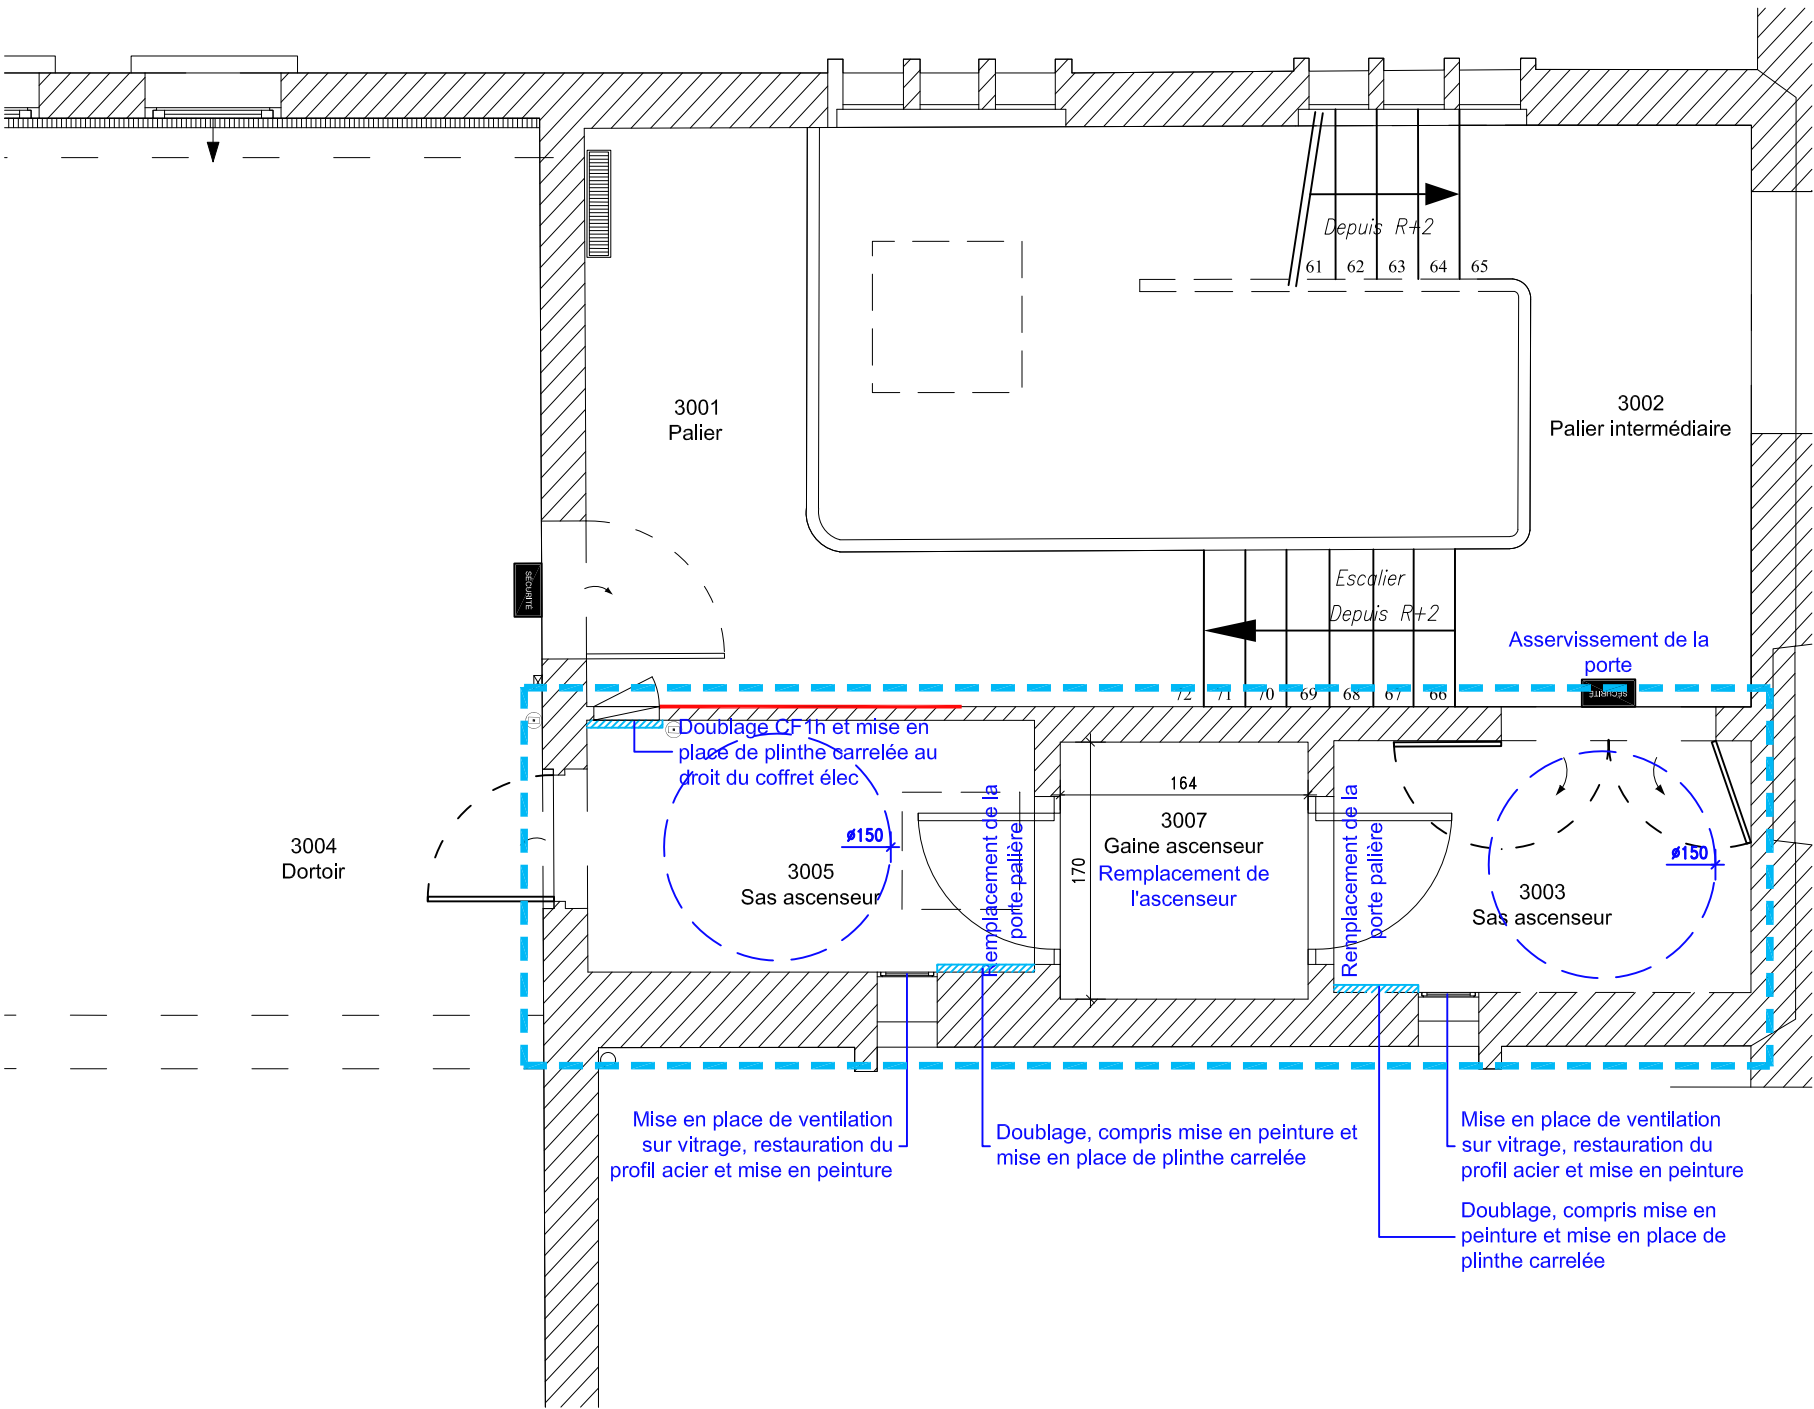 Depuis R+2
61 62 63 64 65
3001
Palier
3002
Palier intermédiaire
SÉCURITÉ
Escalier
Depuis R+2
Asservissement de la
porte
SÉCURITÉ
72 71 70 69 68 67 66
Doublage CF1h et mise en
place de plinthe carrelée au
droit du coffret élec
3004
Dortoir
ø150
3005
Sas ascenseur
Remplacement de la
porte palière
164
170
3007
Gaine ascenseur
Remplacement de
l'ascenseur
Remplacement de la
porte palière
ø150
3003
Sas ascenseur
Mise en place de ventilation
sur vitrage, restauration du
profil acier et mise en peinture
Doublage, compris mise en peinture et
mise en place de plinthe carrelée
Mise en place de ventilation
sur vitrage, restauration du
profil acier et mise en peinture
Doublage, compris mise en
peinture et mise en place de
plinthe carrelée